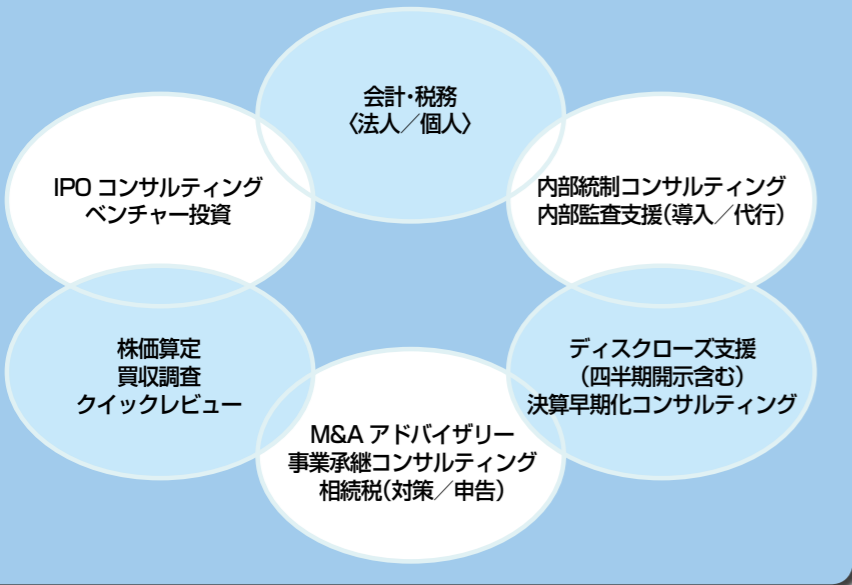 会計・税務
〈法人／個人〉
IPO コンサルティング
ベンチャー投資
内部統制コンサルティング
内部監査支援（導入／代行）
株価算定
買収調査
クイックレビュー
ディスクローズ支援
（四半期開示含む）
決算早期化コンサルティング
M&A アドバイザリー
事業承継コンサルティング
相続税（対策／申告）